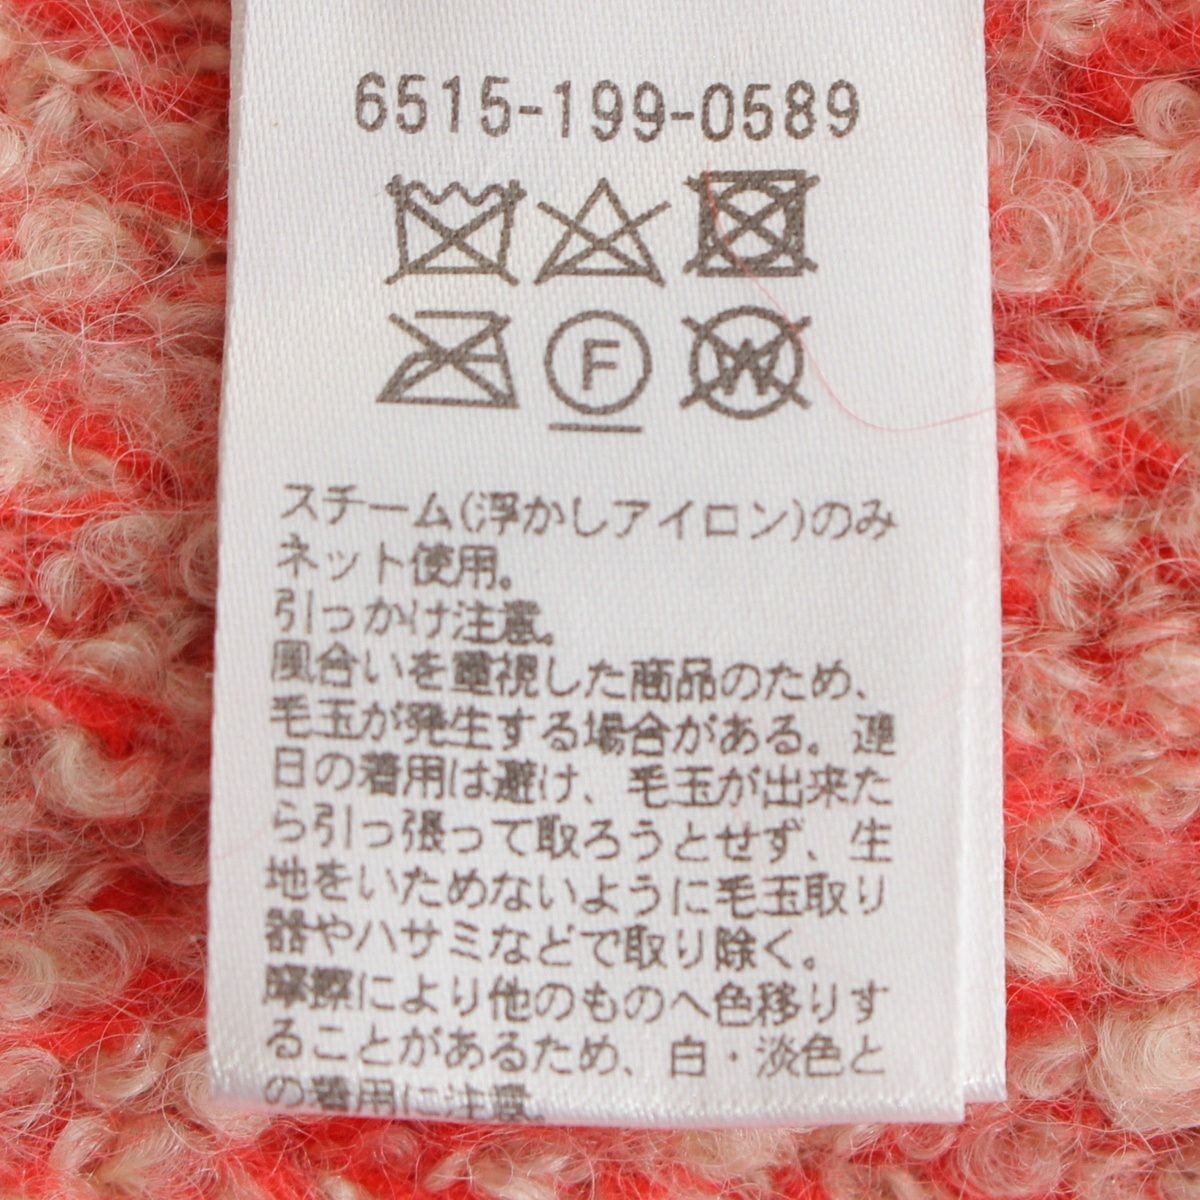 6515-199-0589
F
W
スチーム(浮かしアイロン)のみ
ネット使用。
引っかけ注意。
風合いを重視した商品のため、
毛玉が発生する場合がある。連
日の着用は避け、毛玉が出来た
ら引っ張って取ろうとせず、生
地をいためないように毛玉取り
器やハサミなどで取り除く。
摩擦により他のものへ色移りす
ることがあるため、白・淡色と
の着用に注意。